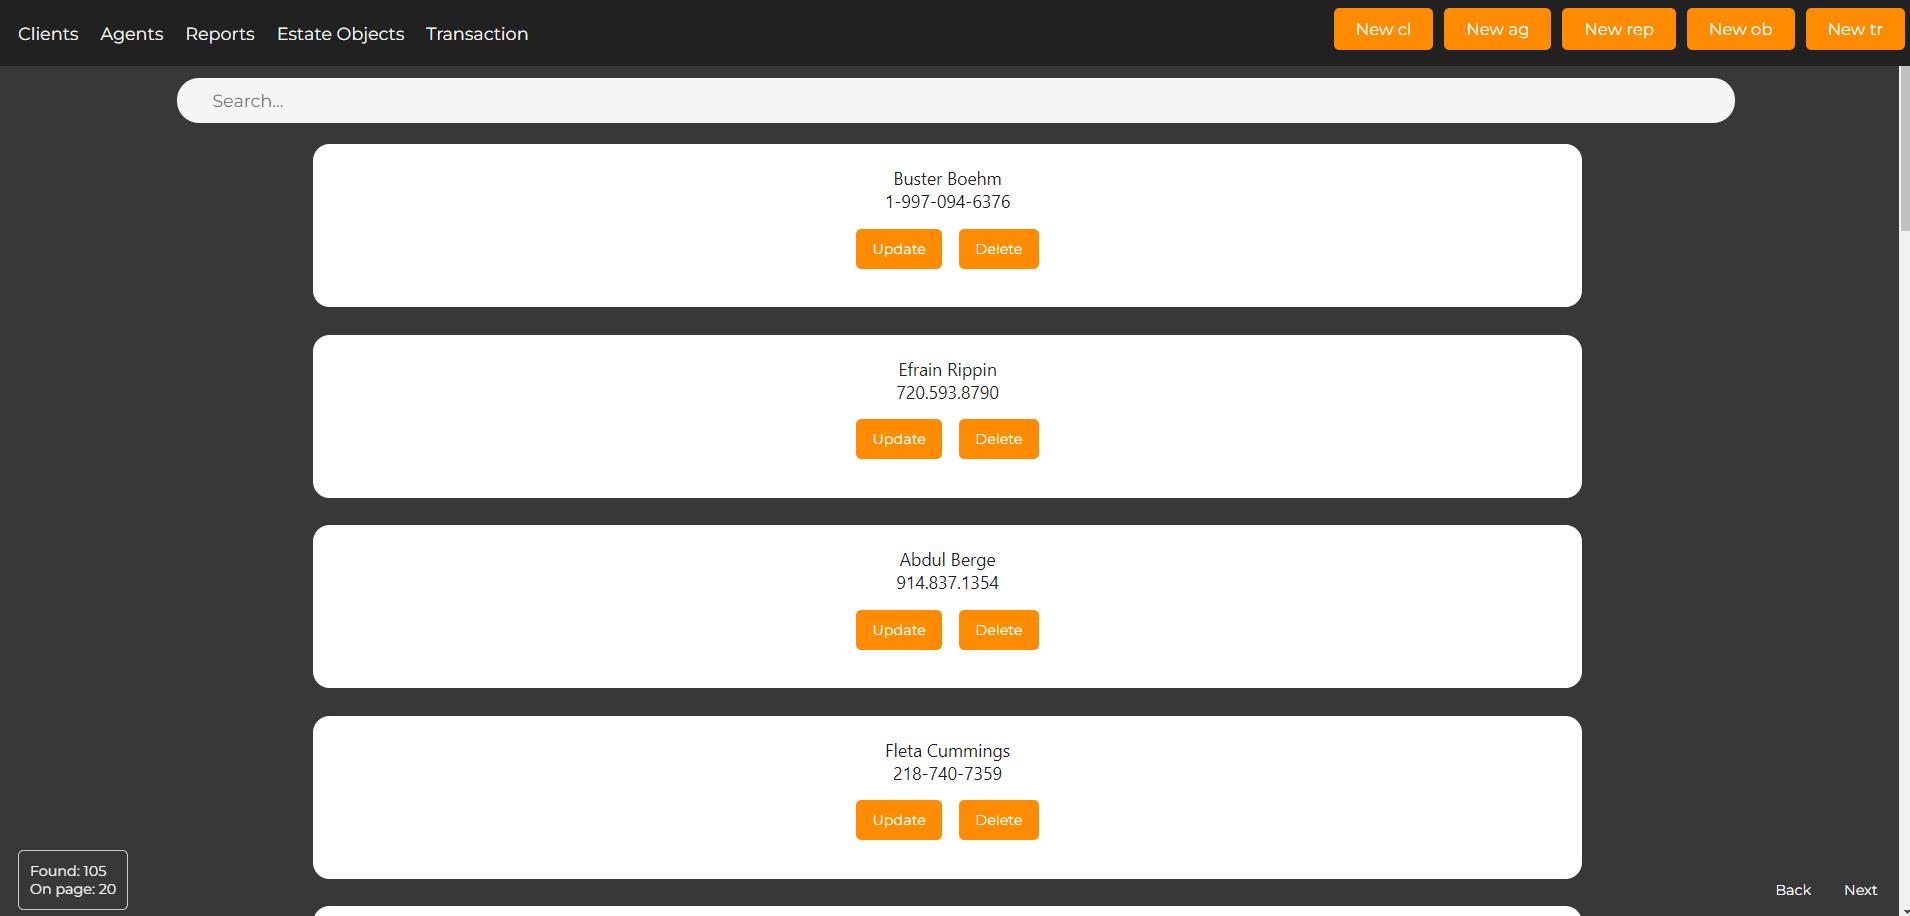 Clients Agents Reports Estate Objects Transaction New cl New ag New rep New ob New tr
Search...
Buster Boehm
1-997-094-6376
Update Delete
Efrain Rippin
720.593.8790
Update Delete
Abdul Berge
914.837.1354
Update Delete
Fleta Cummings
218-740-7359
Update Delete
Found: 105
On page: 20
Back Next